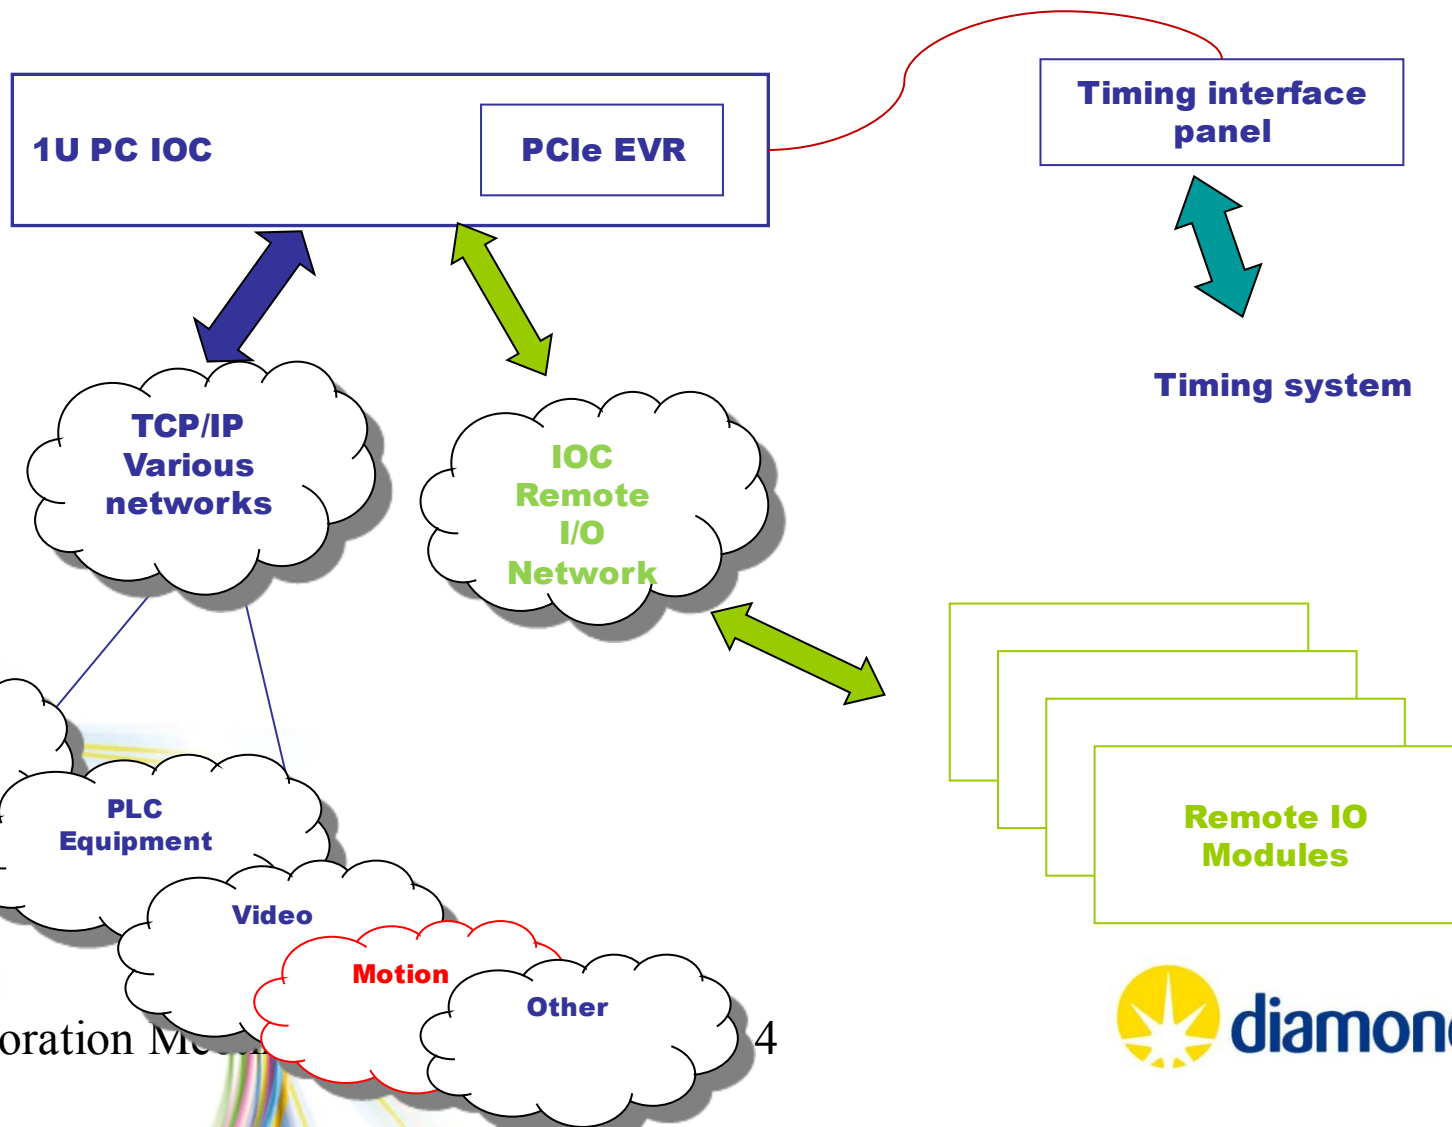 1U PC IOC
PCIe EVR
Timing interface
panel
Timing system
TCP/IP
Various
networks
IOC
Remote
I/O
Network
PLC
Equipment
Remote IO
Modules
Video
Motion
Other
oration
4
diamon